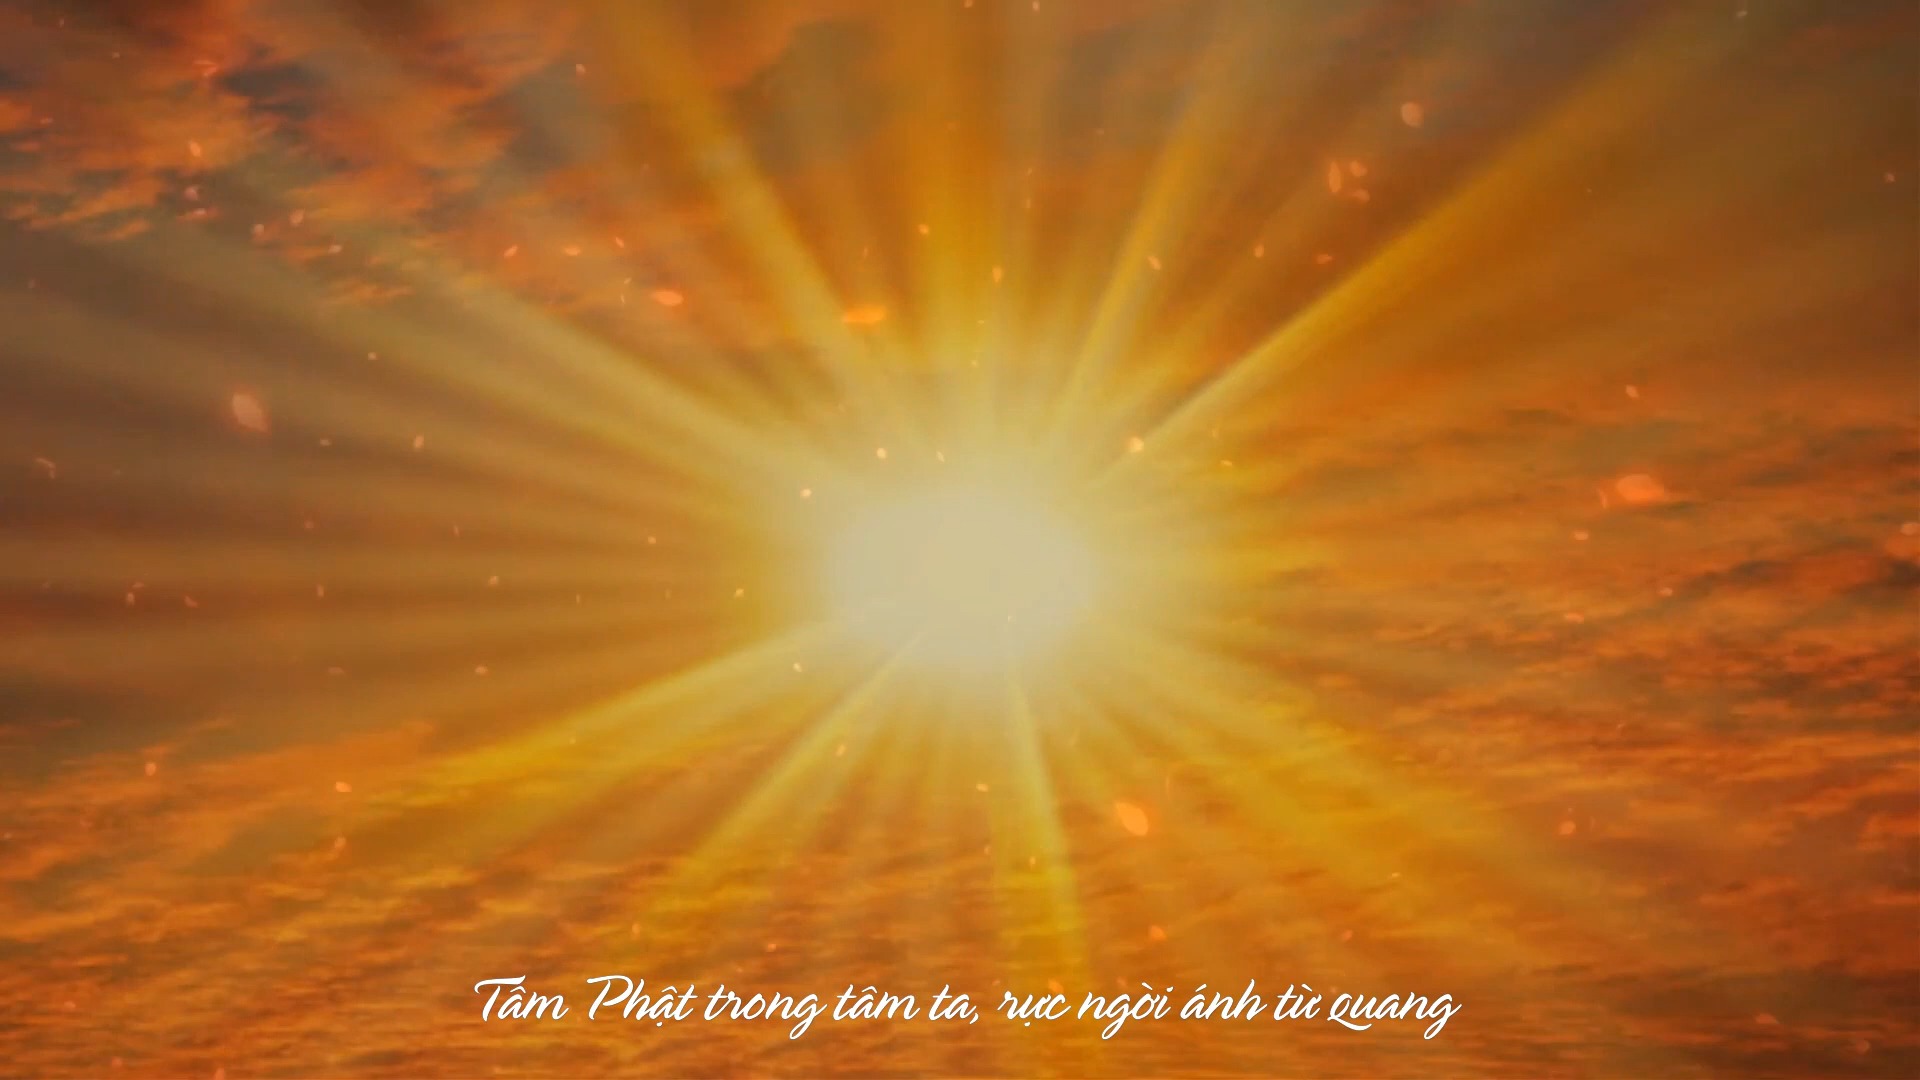 Tâm Phật trong tâm ta, rực ngời ánh từ quang